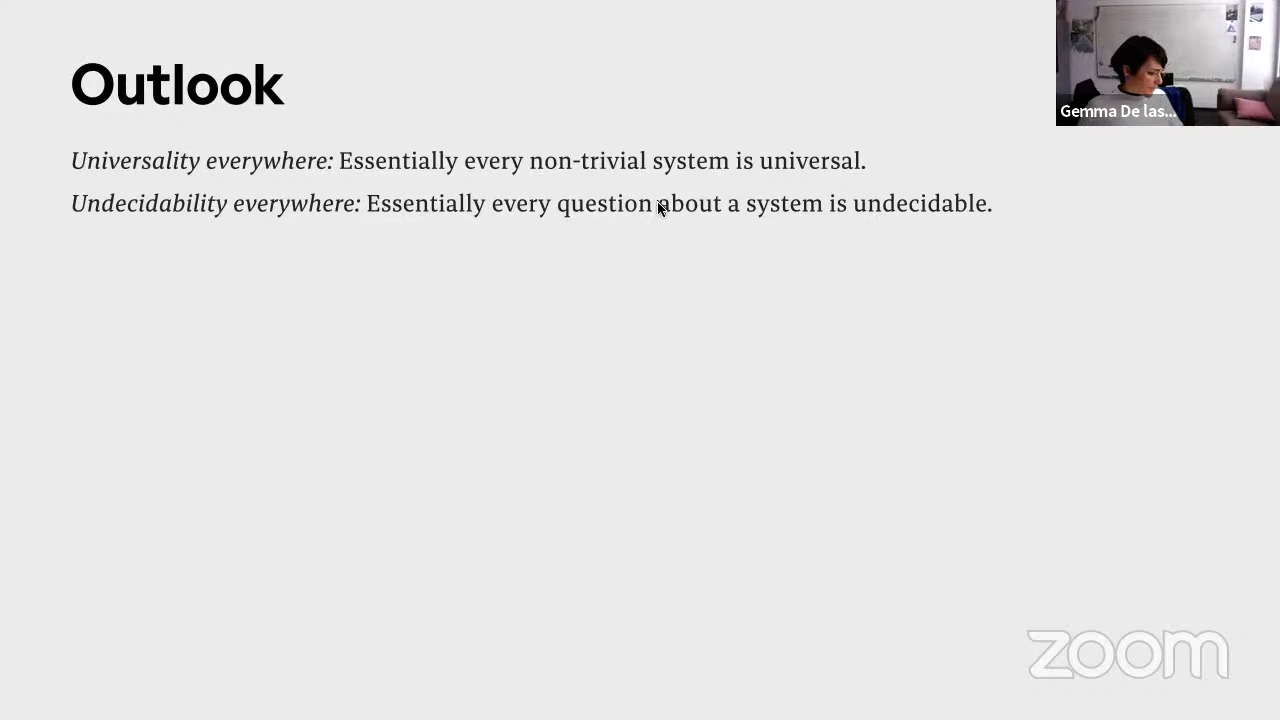 Outlook
Gemma De las...
Universality everywhere: Essentially every non-trivial system is universal.
Undecidability everywhere: Essentially every question about a system is undecidable.
zoom